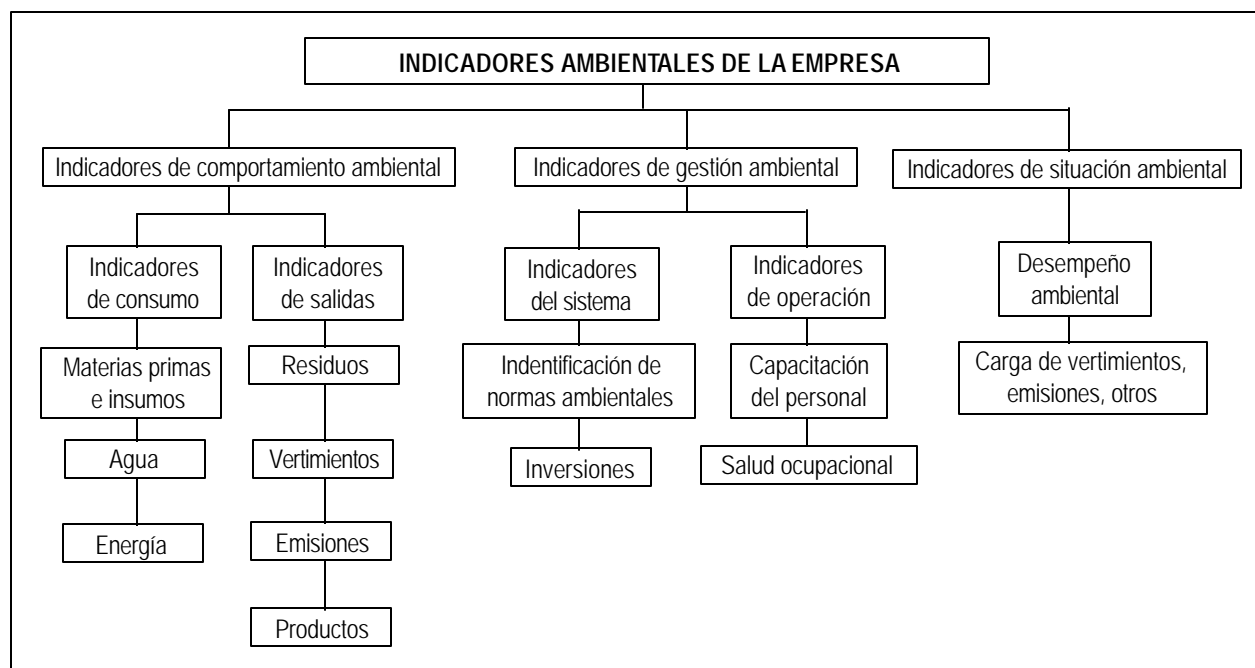 INDICADORES AMBIENTALES DE LA EMPRESA
Indicadores de comportamiento ambiental
Indicadores de gestión ambiental
Indicadores de situación ambiental
Indicadores
de consumo
Indicadores
de salidas
Indicadores
del sistema
Indicadores
de operación
Desempeño
ambiental
Materias primas
e insumos
Residuos
Indentificación de
normas ambientales
Capacitación
del personal
Carga de vertimientos,
emisiones, otros
Agua
Vertimientos
Inversiones
Salud ocupacional
Energía
Emisiones
Productos